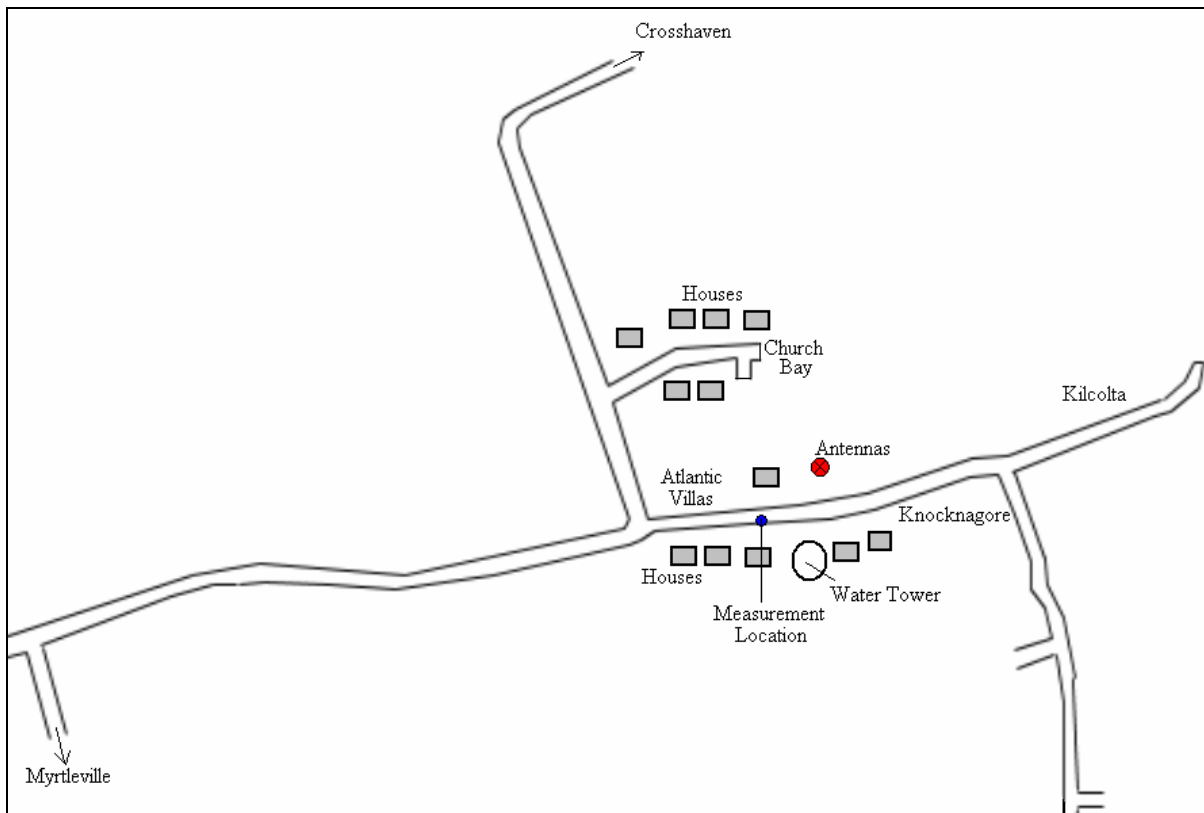 Crosshaven
Houses
Church
Bay
Kilcolta
Antennas
Atlantic
Villas
Knocknagore
Houses
Water Tower
Measurement
Location
Myrtleville